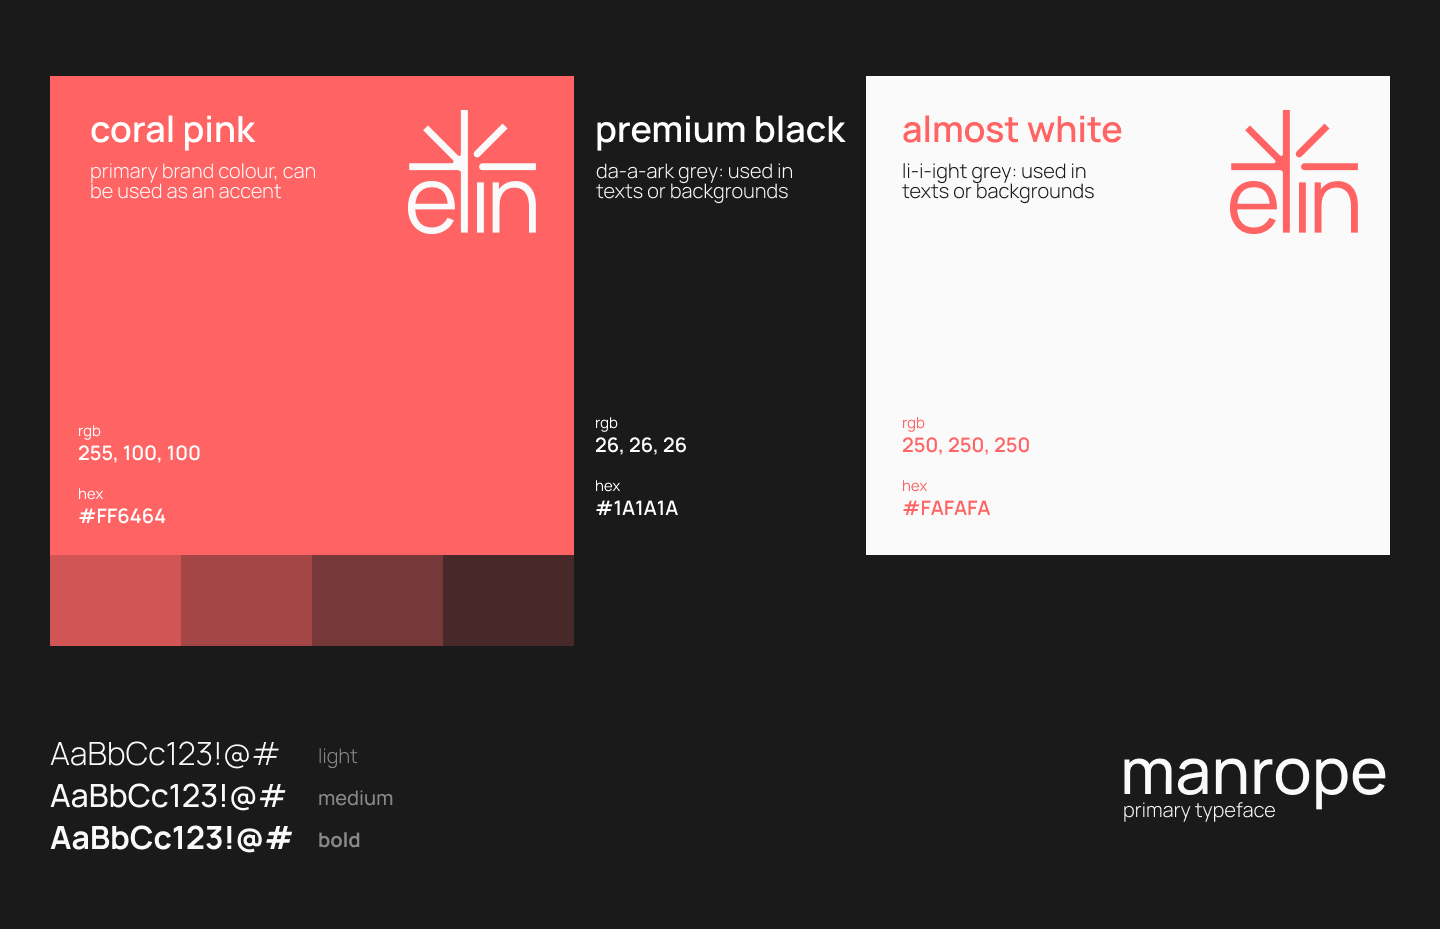 coral pink
primary brand colour, can
be used as an accent
elin
rgb
255, 100, 100
hex
#FF6464
premium black
da-a-ark grey: used in
texts or backgrounds
rgb
26, 26, 26
hex
#1A1A1A
almost white
li-i-ight grey: used in
texts or backgrounds
elin
rgb
250, 250, 250
hex
#FAFAFA
AaBbCc123!@# light
AaBbCc123!@# medium
AaBbCc123!@# bold
manrope
primary typeface